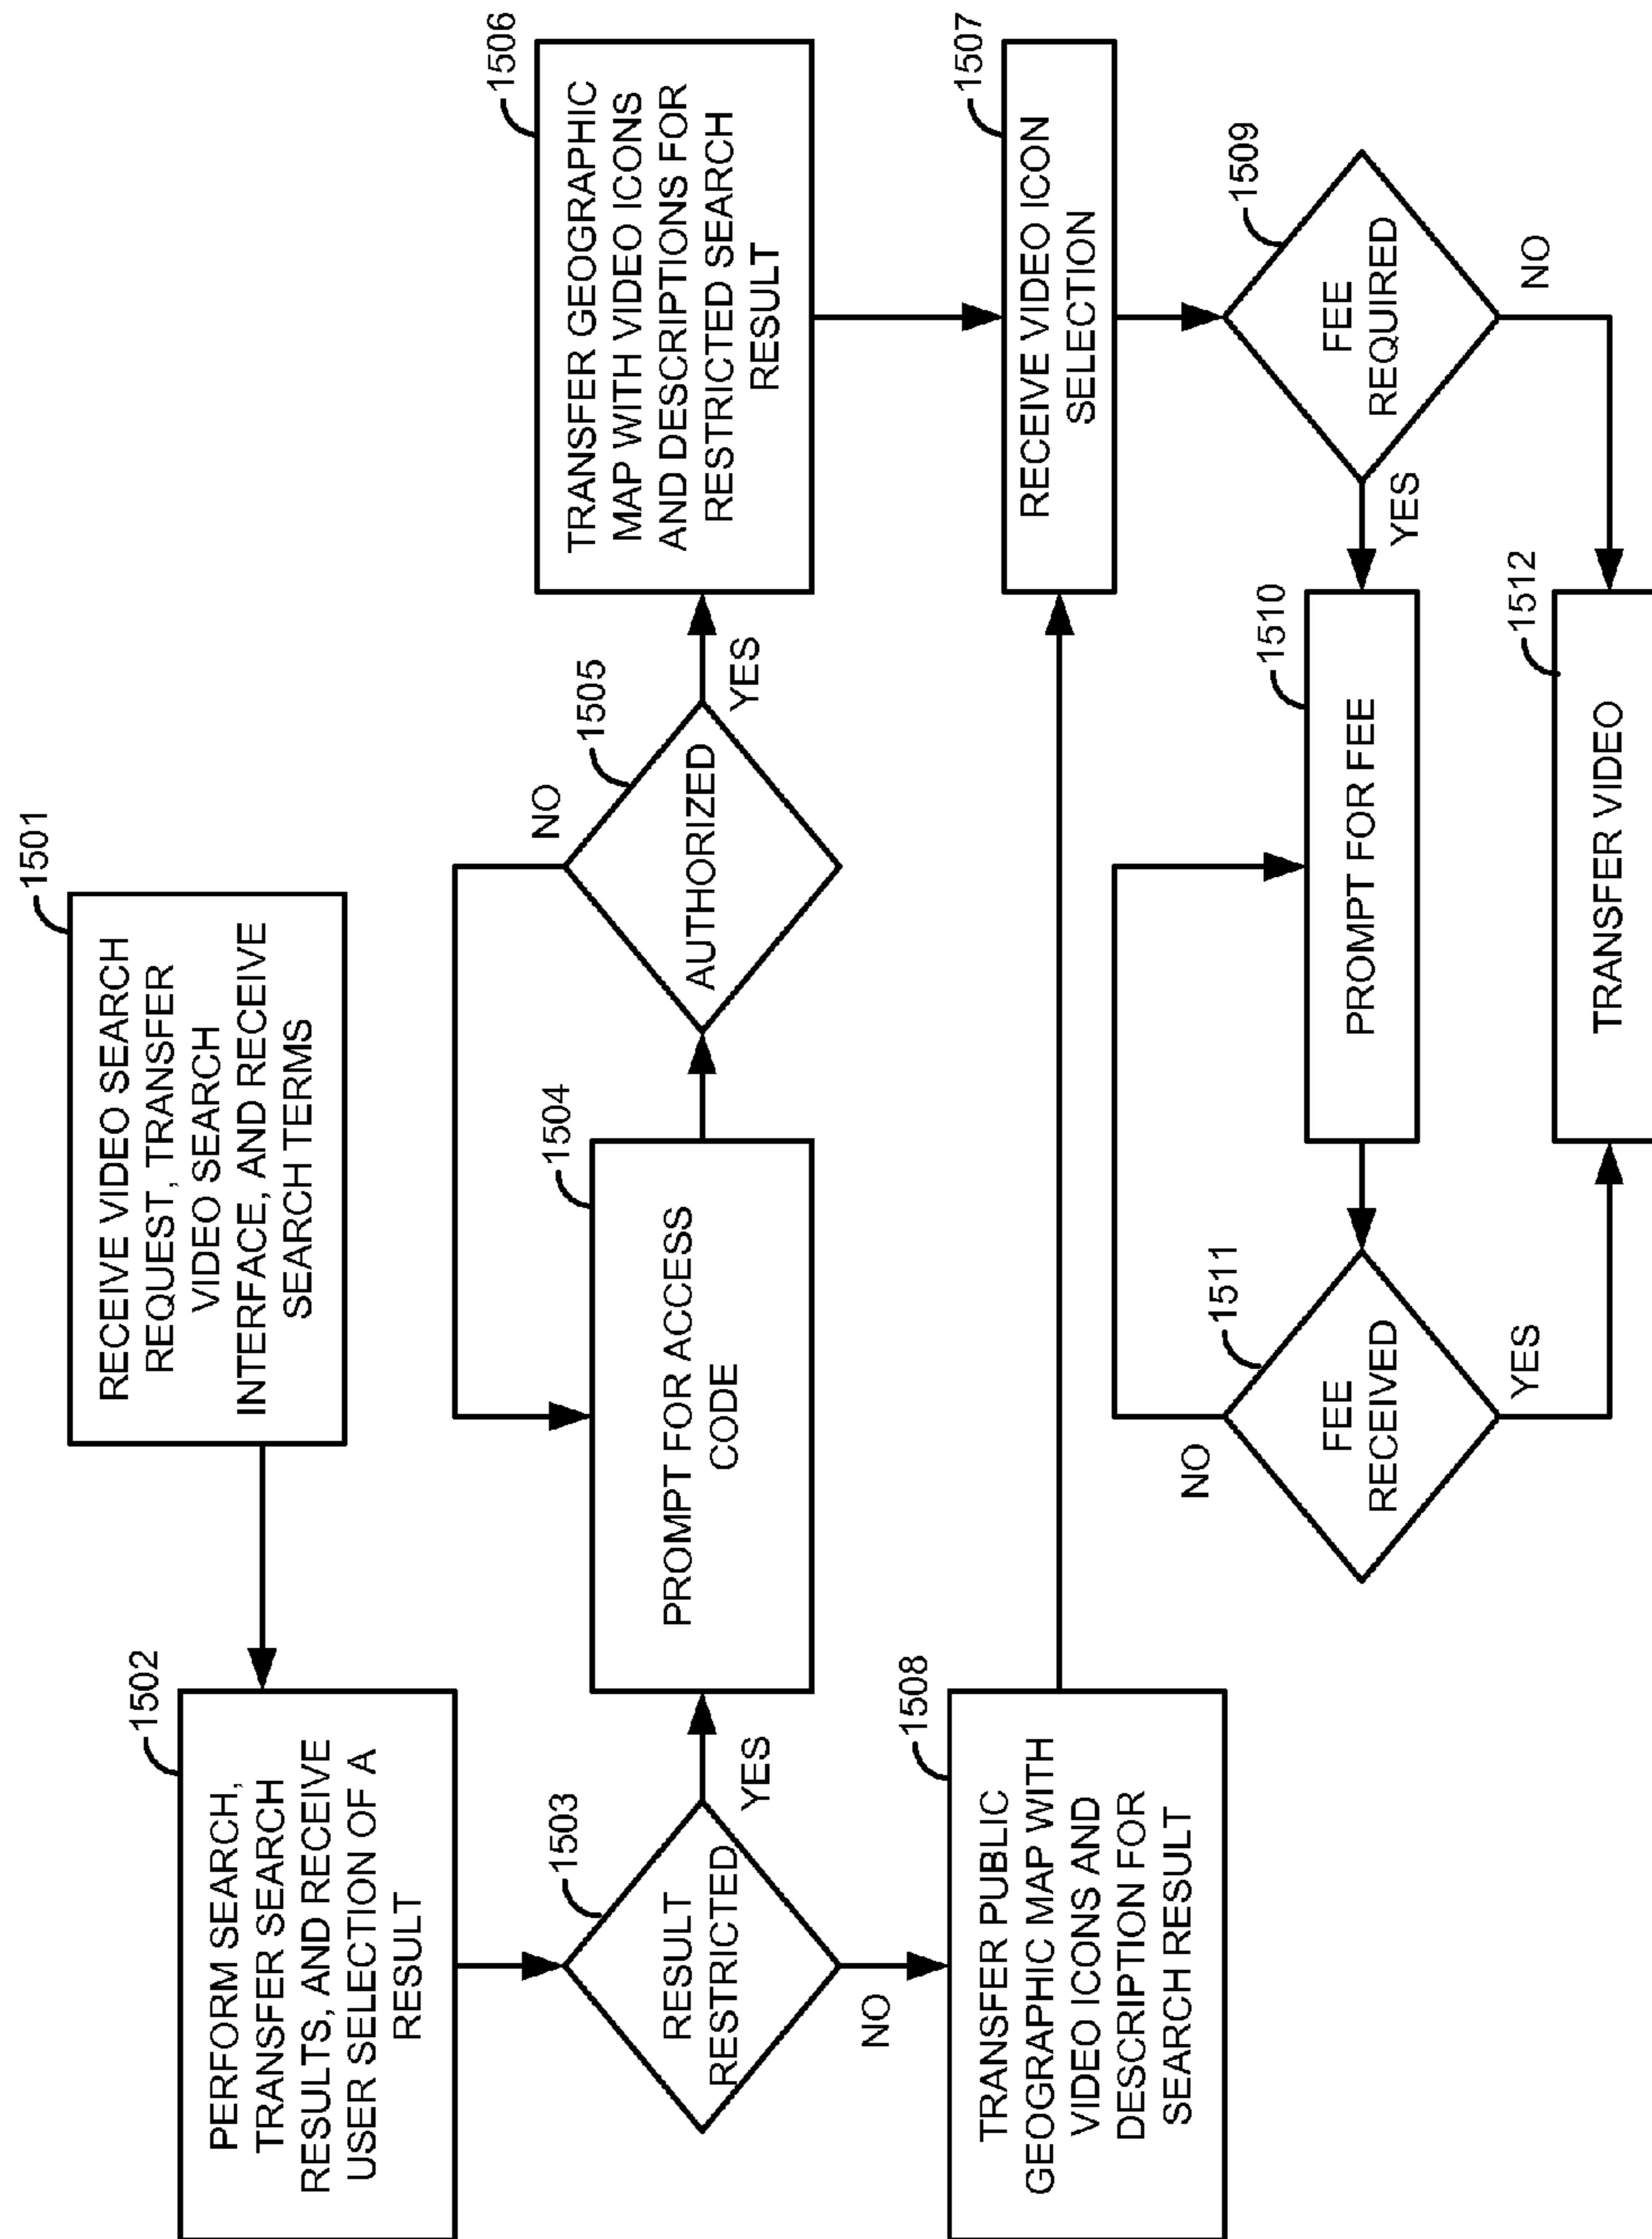 1501
RECEIVE VIDEO SEARCH
REQUEST, TRANSFER
VIDEO SEARCH
INTERFACE, AND RECEIVE
SEARCH TERMS
1502
PERFORM SEARCH,
TRANSFER SEARCH
RESULTS, AND RECEIVE
USER SELECTION OF A
RESULT
1503
RESULT
RESTRICTED
YES
NO
1504
PROMPT FOR ACCESS
CODE
1505
AUTHORIZED
NO
YES
1506
TRANSFER GEOGRAPHIC
MAP WITH VIDEO ICONS
AND DESCRIPTIONS FOR
RESTRICTED SEARCH
RESULT
1508
TRANSFER PUBLIC
GEOGRAPHIC MAP WITH
VIDEO ICONS AND
DESCRIPTION FOR
SEARCH RESULT
1507
RECEIVE VIDEO ICON
SELECTION
1509
FEE
REQUIRED
YES
NO
1510
PROMPT FOR FEE
1511
FEE
RECEIVED
NO
YES
1512
TRANSFER VIDEO